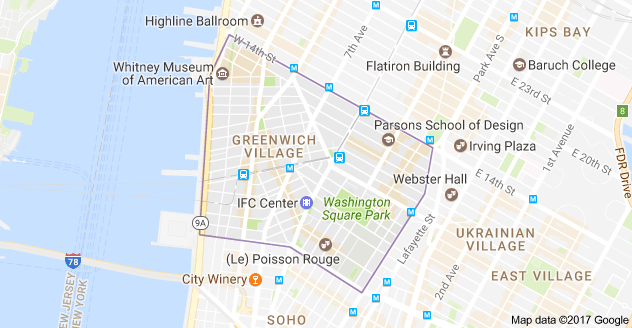 Highline Ballroom
W 14th St
7th Ave
Park Ave S
KIPS BAY
Whitney Museum
of American Art
Flatiron Building
Baruch College
E 23rd St
8
GREENWICH
VILLAGE
Parsons School of Design
Irving Plaza
1st Avenue
E 20th St
FDR Drive
Webster Hall
E 14th St
IFC Center
Washington
Square Park
9A
Lafayette St
UKRAINIAN
VILLAGE
(Le) Poisson Rouge
78
City Winery
2nd Ave
EAST VILLAGE
NEW JERSEY
NEW YORK
SOHO
Map data ©2017 Google
M
M
M
M
M
M
M
M
M